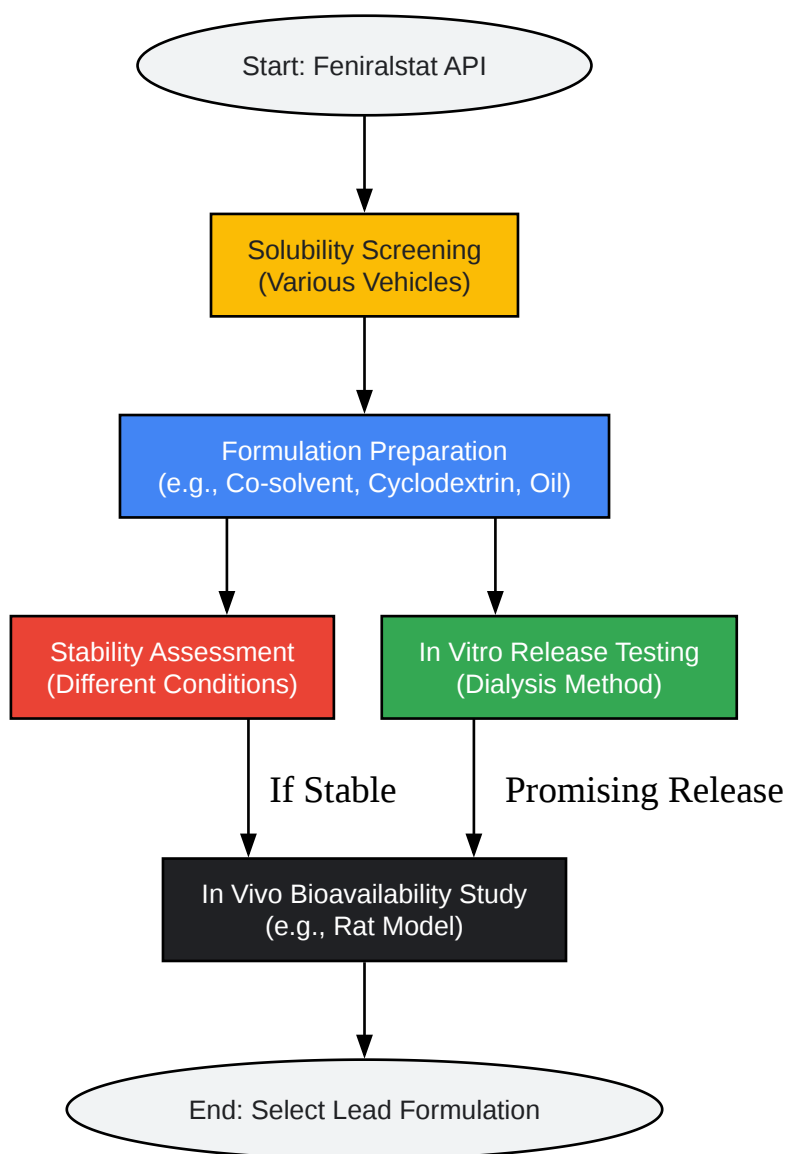 Start: Feniralstat API
Solubility Screening
(Various Vehicles)
Formulation Preparation
(e.g., Co-solvent, Cyclodextrin, Oil)
Stability Assessment
(Different Conditions)
In Vitro Release Testing
(Dialysis Method)
If Stable
Promising Release
In Vivo Bioavailability Study
(e.g., Rat Model)
End: Select Lead Formulation